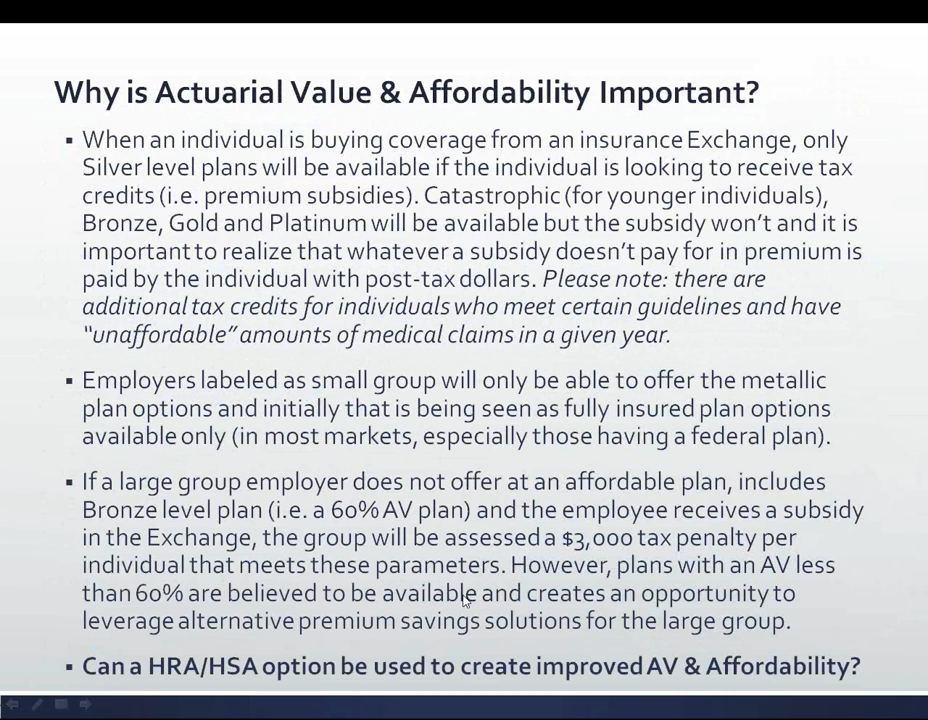 Why is Actuarial Value & Affordability Important?
▪ When an individual is buying coverage from an insurance Exchange, only
Silver level plans will be available if the individual is looking to receive tax
credits (i.e. premium subsidies). Catastrophic (for younger individuals),
Bronze, Gold and Platinum will be available but the subsidy won't and it is
important to realize that whatever a subsidy doesn't pay for in premium is
paid by the individual with post-tax dollars. Please note: there are
additional tax credits for individuals who meet certain guidelines and have
“unaffordable” amounts of medical claims in a given year.
▪ Employers labeled as small group will only be able to offer the metallic
plan options and initially that is being seen as fully insured plan options
available only (in most markets, especially those having a federal plan).
▪ If a large group employer does not offer at an affordable plan, includes
Bronze level plan (i.e. a 60% AV plan) and the employee receives a subsidy
in the Exchange, the group will be assessed a $3,000 tax penalty per
individual that meets these parameters. However, plans with an AV less
than 60% are believed to be available and creates an opportunity to
leverage alternative premium savings solutions for the large group.
▪ Can a HRA/HSA option be used to create improved AV & Affordability?